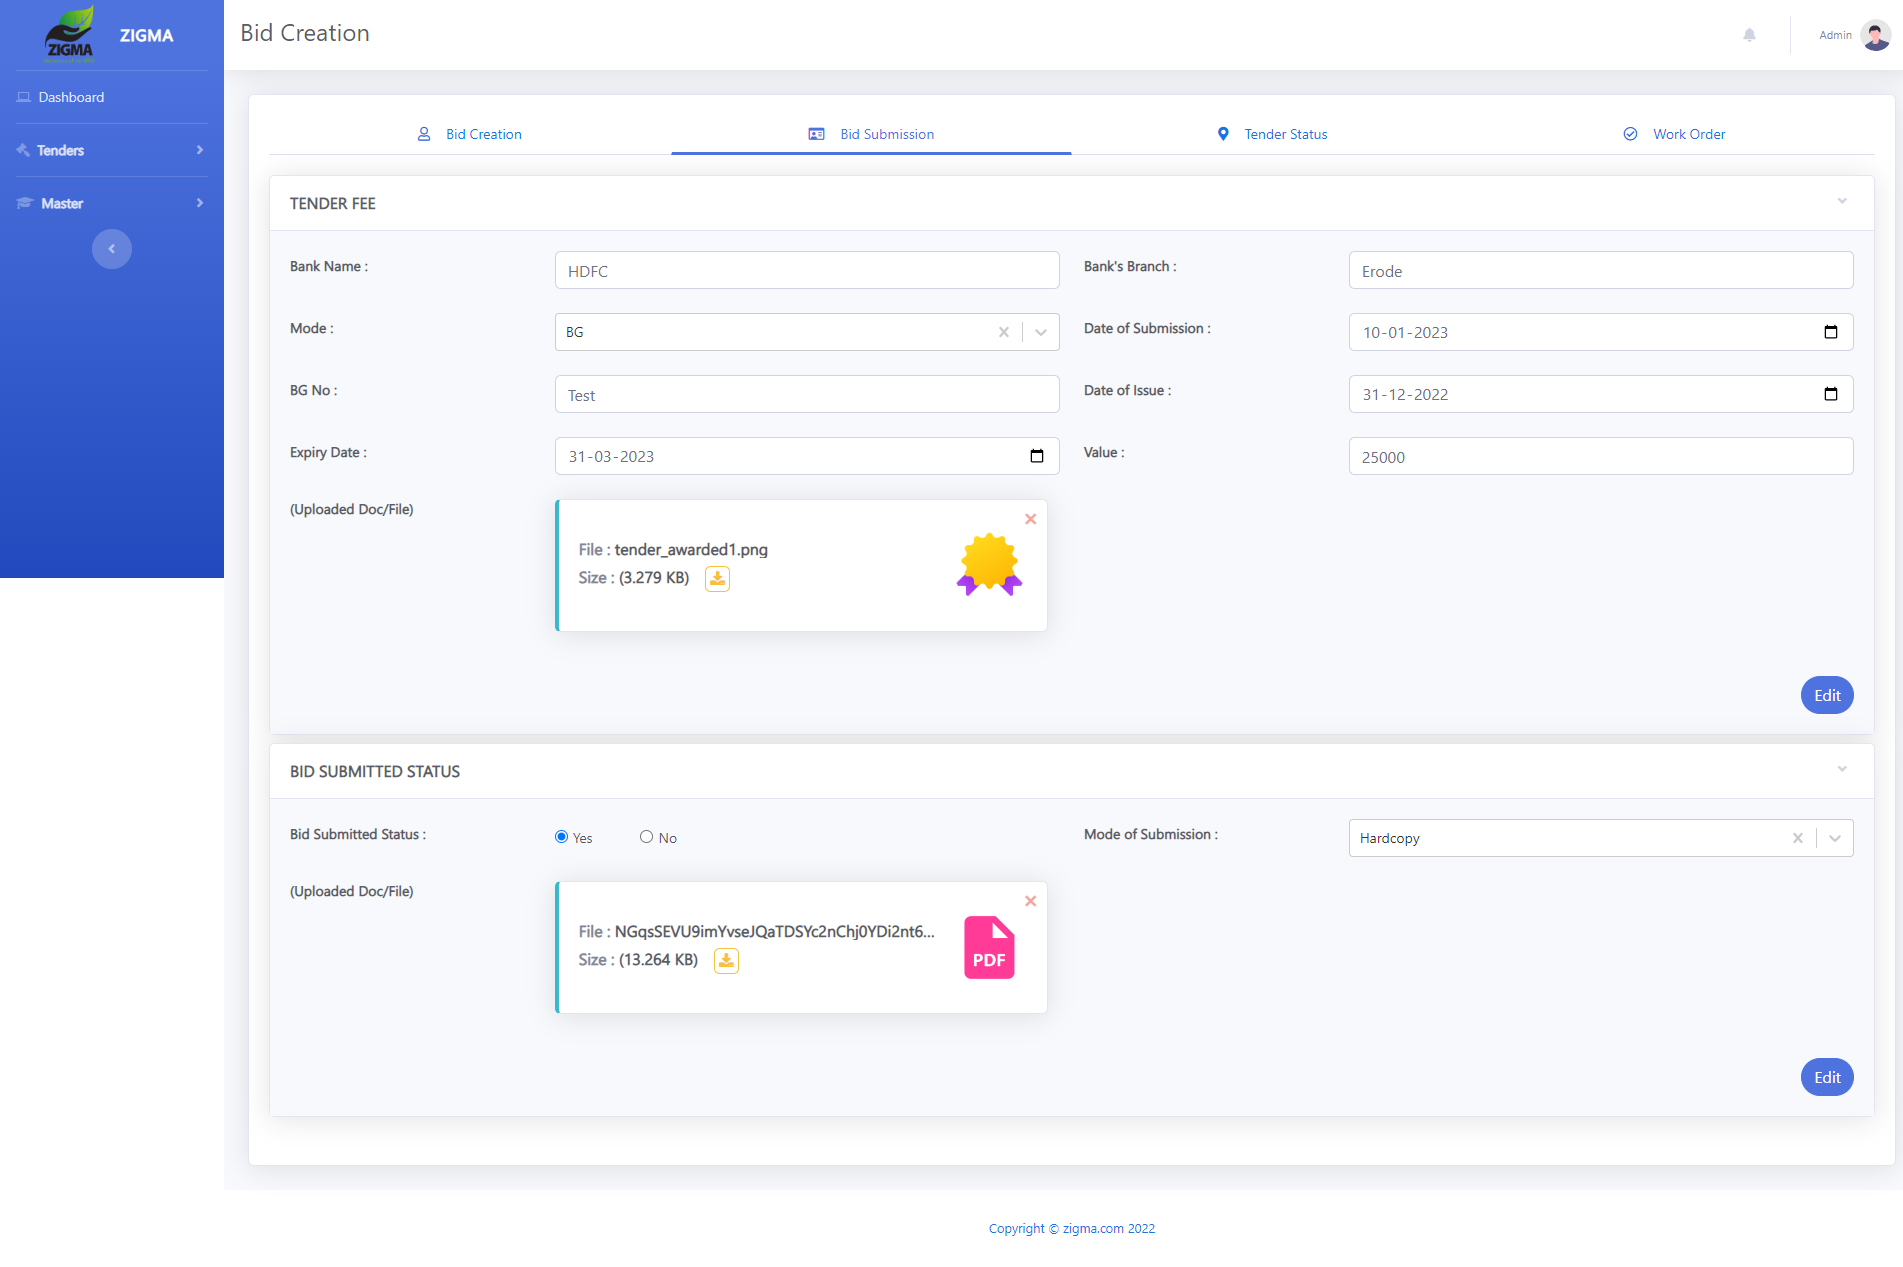 ZIGMA
ZIGMA
Bid Creation
Admin
Dashboard
Tenders
Master
Bid Creation
Bid Submission
Tender Status
Work Order
TENDER FEE
Bank Name :
HDFC
Bank's Branch :
Erode
Mode :
BG
Date of Submission :
10-01-2023
BG No :
Test
Date of Issue :
31-12-2022
Expiry Date :
31-03-2023
Value :
25000
(Uploaded Doc/File)
File : tender_awarded1.png
Size : (3.279 KB)
Edit
BID SUBMITTED STATUS
Bid Submitted Status :
Yes
No
Mode of Submission :
Hardcopy
(Uploaded Doc/File)
File : NGqsSEVU9imYvseJQaTDSYc2nChj0YDi2nt6...
Size : (13.264 KB)
PDF
Edit
Copyright © zigma.com 2022